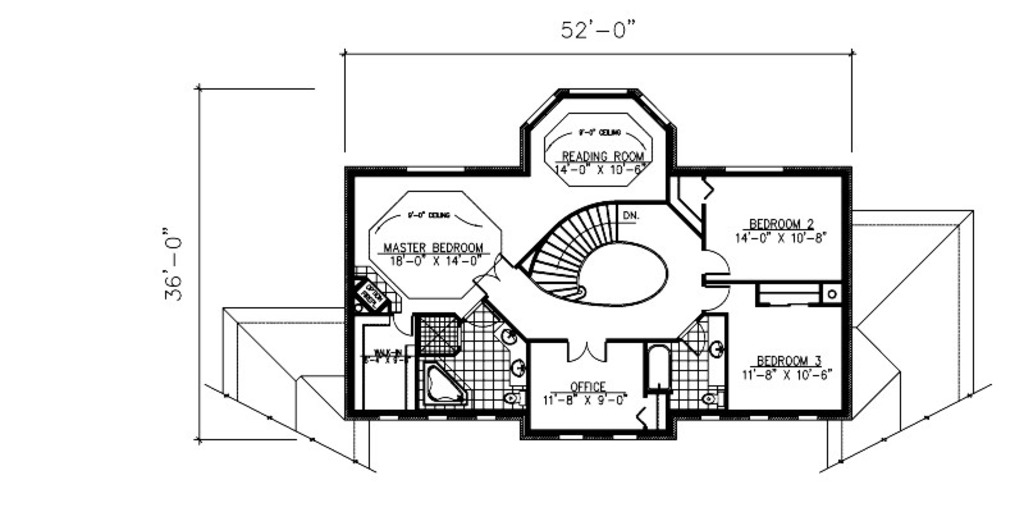 52'-0"
36'-0"
9'-0" CEILING
READING ROOM
14'-0" X 10'-6"
DN.
BEDROOM 2
14'-0" X 10'-8"
9'-0" CEILING
MASTER BEDROOM
18'-0" X 14'-0"
OPTION
FIREPL.
WALK-IN
OFFICE
11'-8" X 9'-0"
BEDROOM 3
11'-8" X 10'-6"